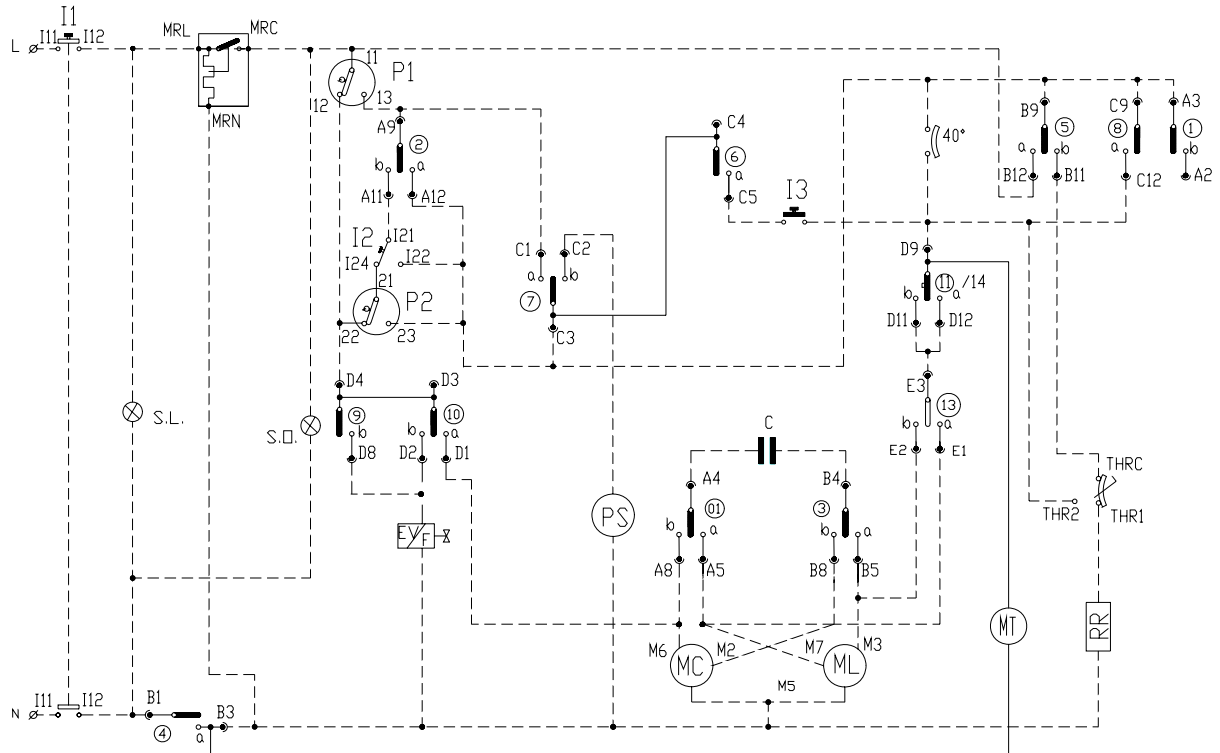 I1
MRL MRC
L I11 I12
11
P1
12 13
MRN
A9
2
b a
A11 A12
I2 I21
I24 I22
21
P2
22 23
C4
6
a
C5
I3
C1 C2
a b
7
C3
40°
B9 C9 A3
5 8 1
a b a b
B12 B11 C12 A2
D9
11 /14
b a
D11 D12
E3
13
b a
E2 E1
D4 D3
9 10
b b a
D8 D2 D1
S.L.
S.O.
C
A4 B4
01 3
b a b a
A8 A5 B8 B5
PS
EV F
THRC
THR2 THR1
M6 M2 M7 M3
MC ML
M5
MT
RR
I11 I12 B1
N
4 a B3